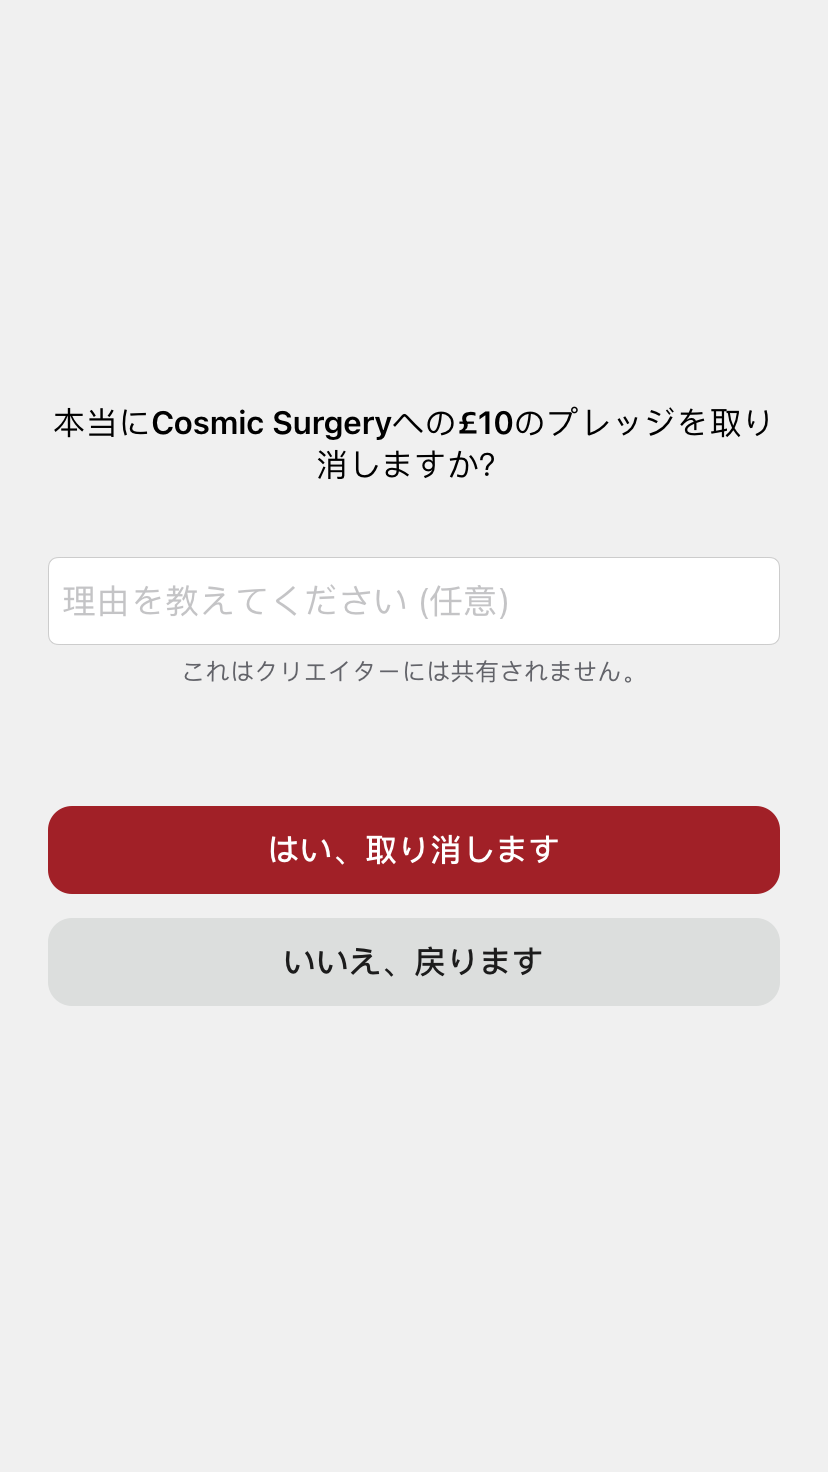 本当にCosmic Surgeryへの£10のプレッジを取り
消しますか?
理由を教えてください (任意)
これはクリエイターには共有されません。
はい、取り消します
いいえ、戻ります